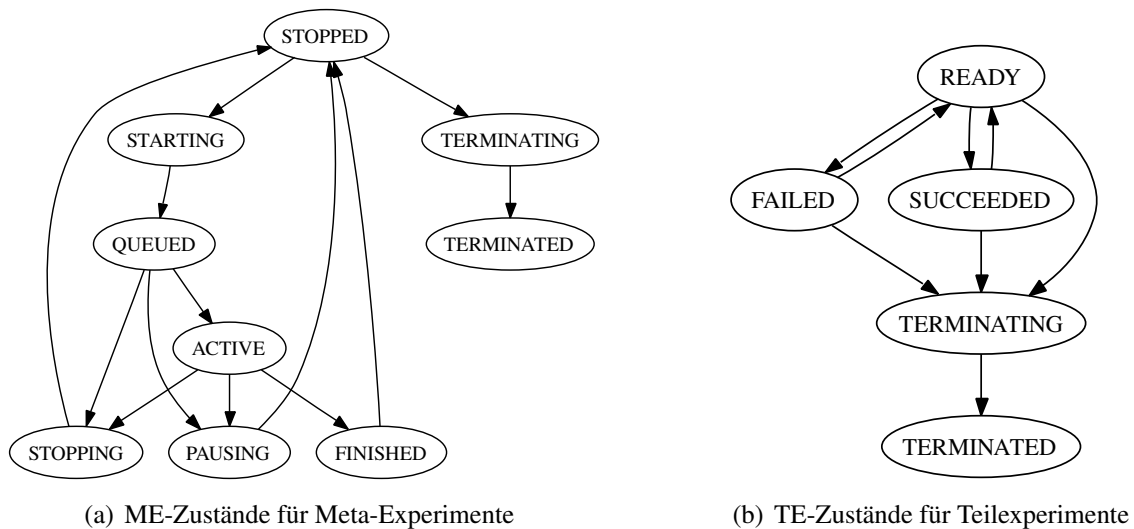 STOPPED
STARTING
TERMINATING
QUEUED
TERMINATED
ACTIVE
STOPPING
PAUSING
FINISHED
(a) ME-Zustände für Meta-Experimente
READY
FAILED
SUCCEEDED
TERMINATING
TERMINATED
(b) TE-Zustände für Teilexperimente